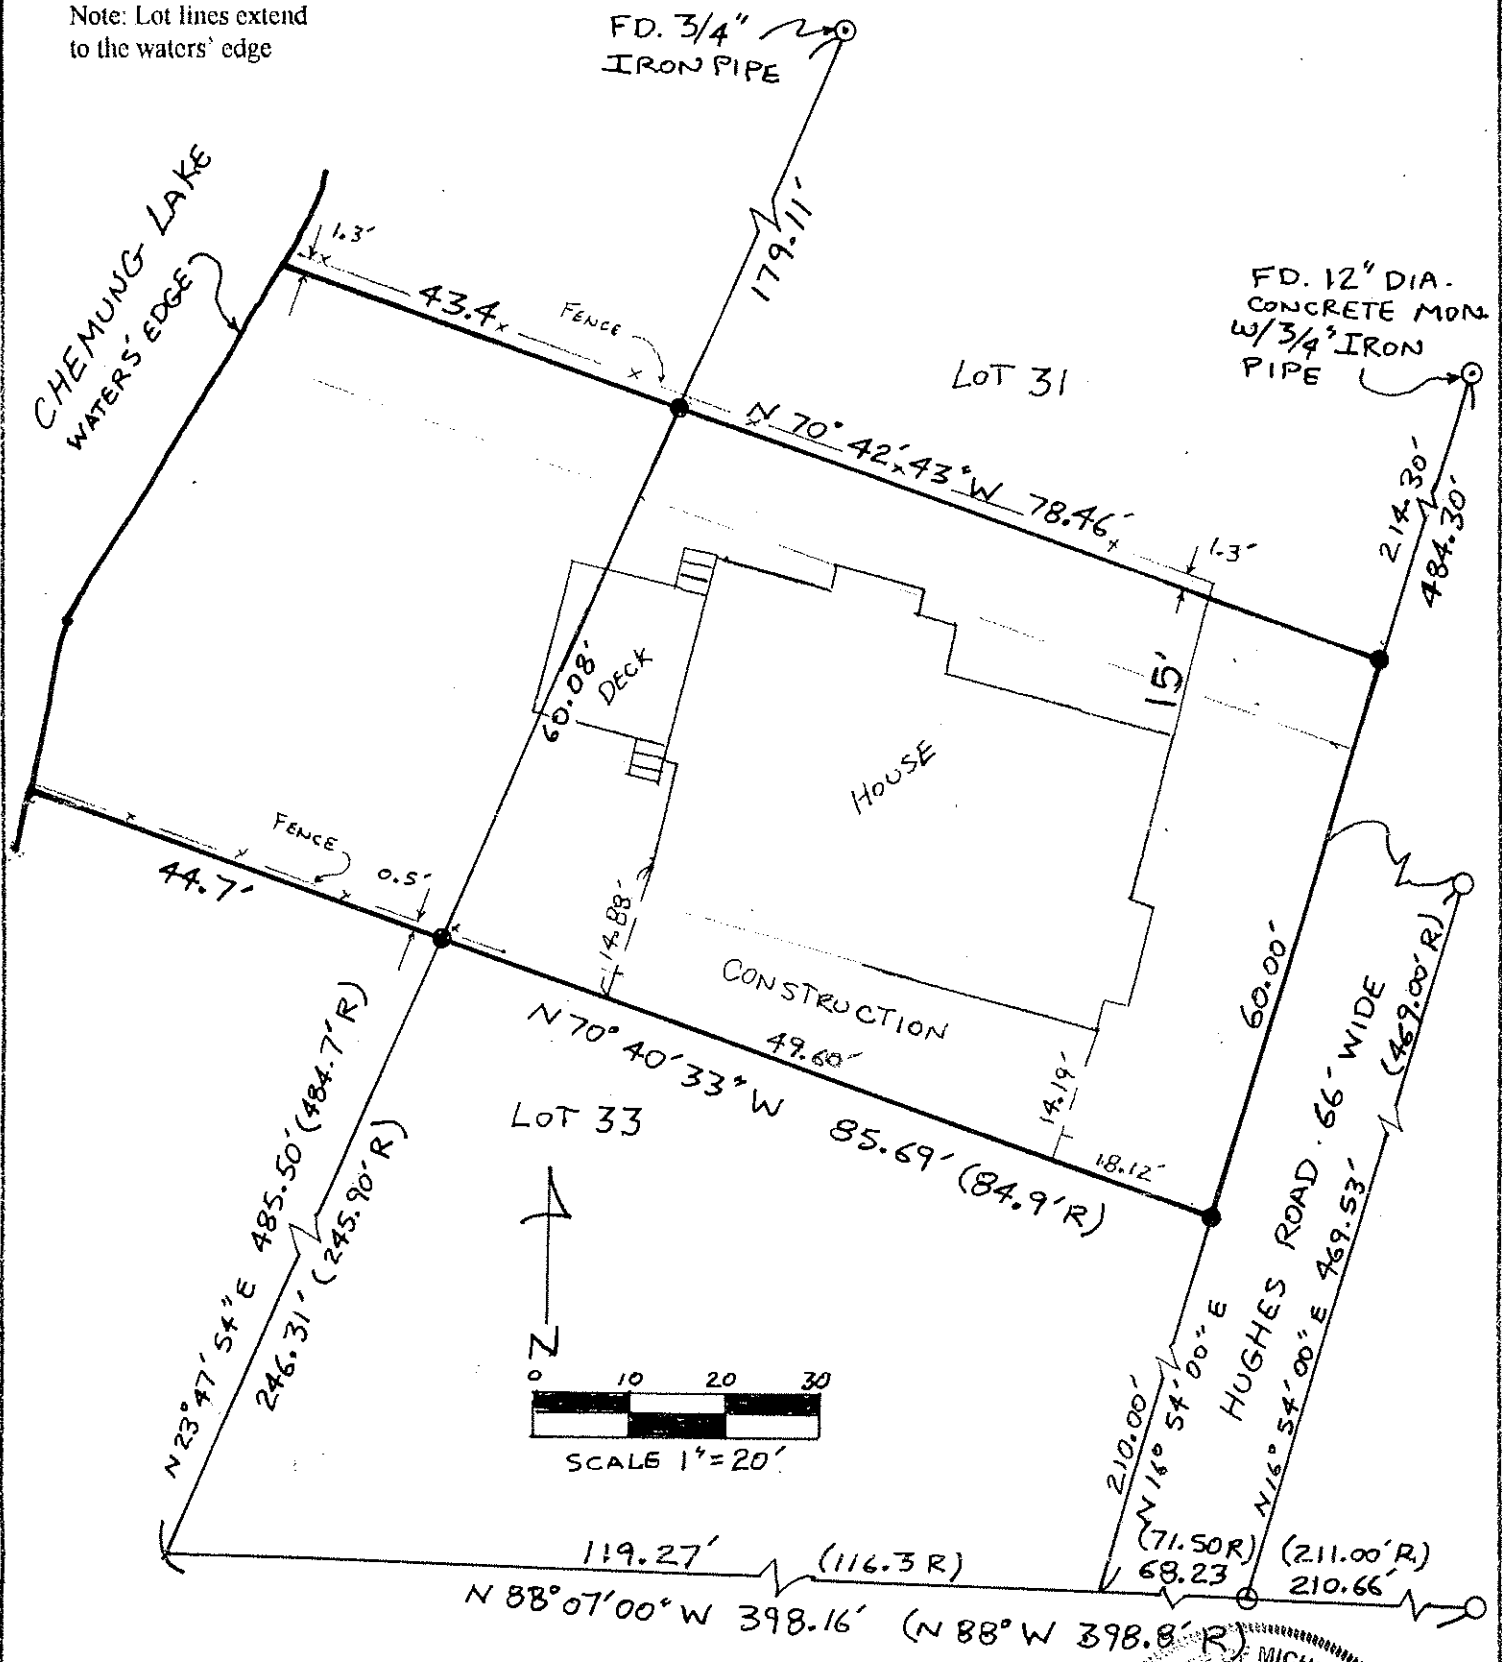 Note: Lot lines extend
to the waters' edge
FD. 3/4"
IRON PIPE
CHEMUNG LAKE
WATERS' EDGE
179.11'
1.3'
43.4
FENCE
FD. 12" DIA.
CONCRETE MON.
W/ 3/4" IRON
PIPE
LOT 31
N 70° 42' 43" W 78.46'
1.3'
214.30'
484.30'
15'
60.08'
DECK
HOUSE
FENCE
0.5'
44.7'
14.88'
CONSTRUCTION
60.00'
N 70° 40' 33" W 85.69' (84.9' R)
49.60'
14.19'
18.12'
LOT 33
HUGHES ROAD - 66' WIDE
(469.00' R)
N 16° 54' 00" E 469.53'
N 23° 47' 54" E 485.50' (484.7' R)
246.31' (245.90' R)
210.00'
N 16° 54' 00" E
N
0 10 20 30
SCALE 1" = 20'
119.27' (116.3 R)
(71.50 R) (211.00' R)
68.23 210.66'
N 88° 07' 00" W 398.16' (N 88° W 398.8' R)
MICH